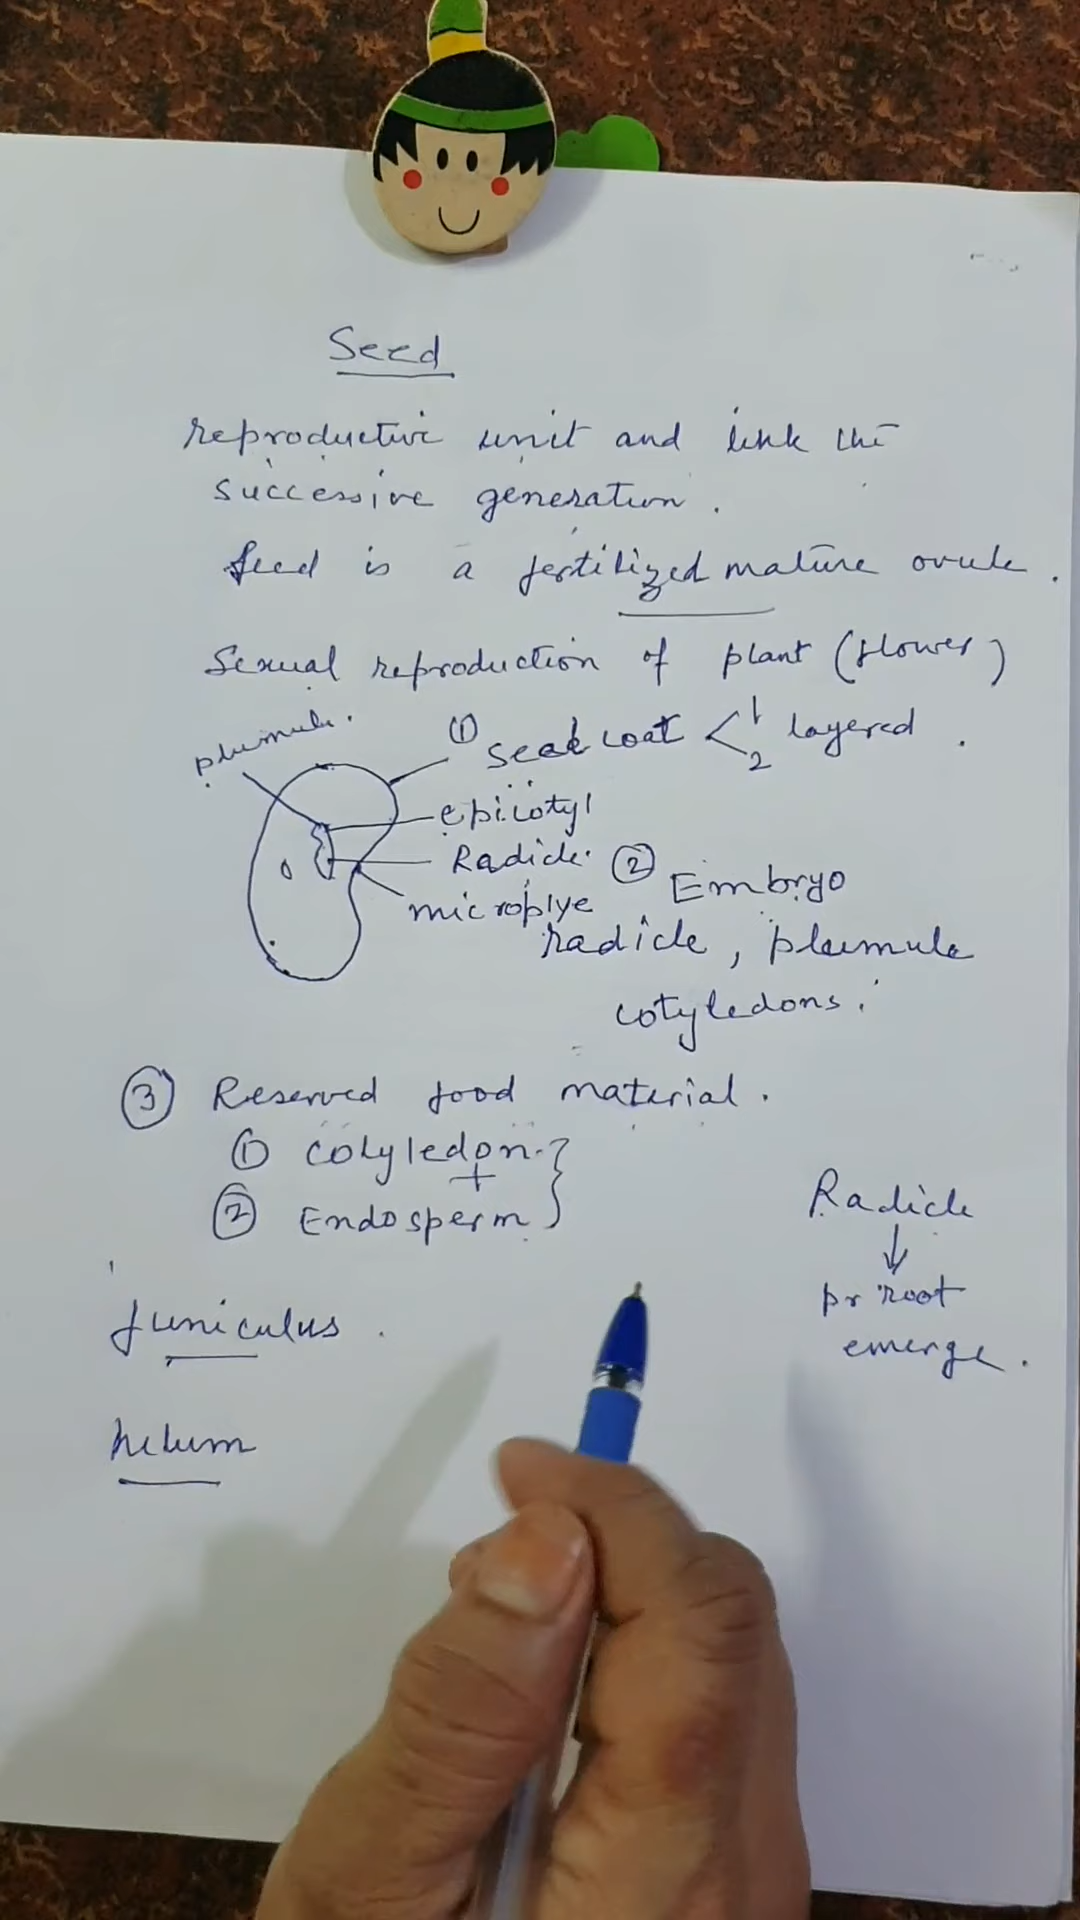 Seed
reproductive unit and link the
successive generation.
Seed is a fertilized mature ovule.
Sexual reproduction of plant (flower)
plumule.
① Seed coat < 1 2 layered.
epicotyl
Radicle.
microplye
② Embryo
radicle, plumule
cotyledons.
③ Reserved food material.
① Cotyledon. }
+
② Endosperm }
Radicle
↓
pr root
emerge.
funiculus.
helum